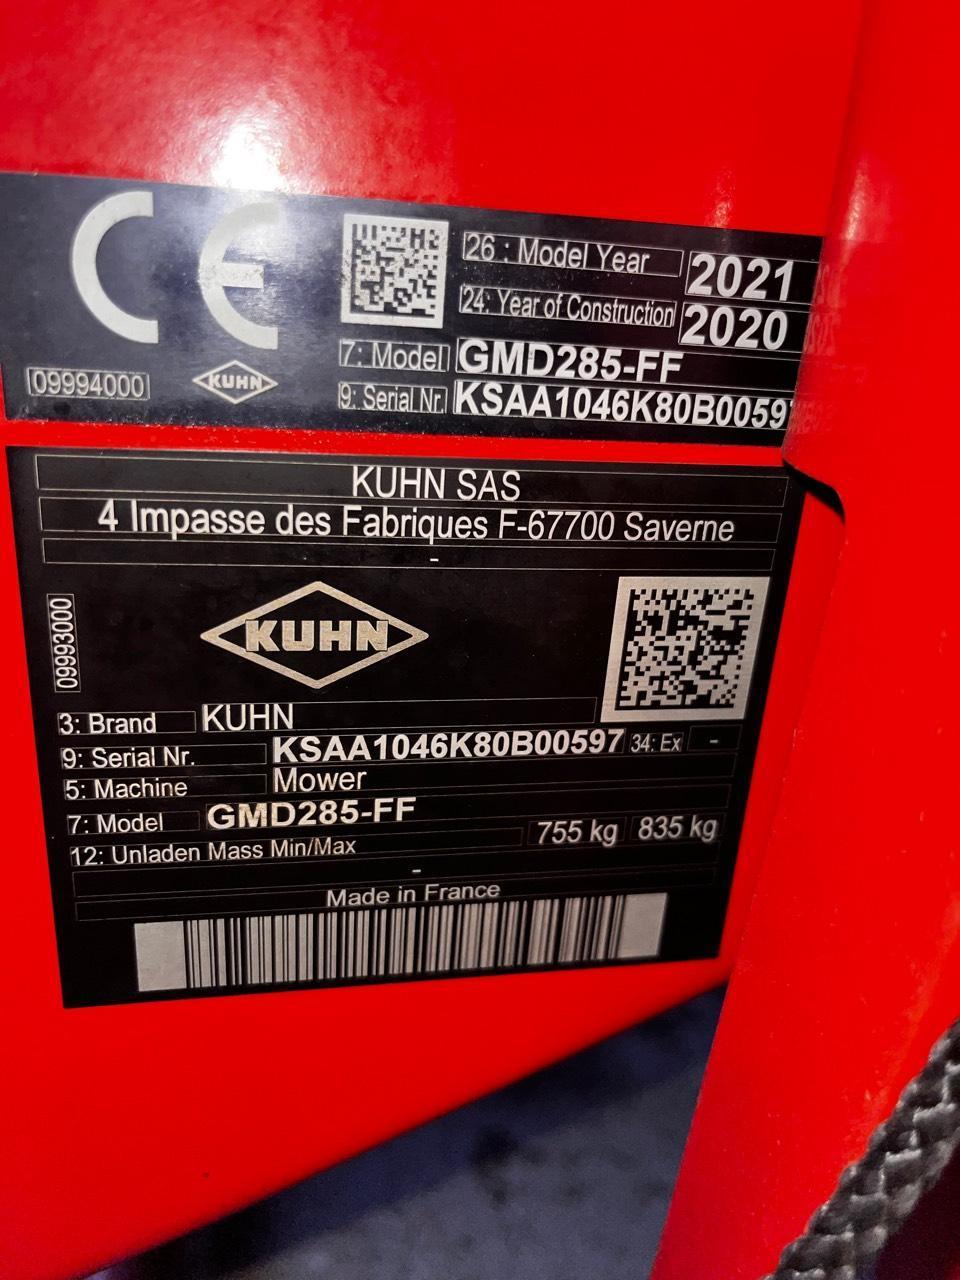 CE
26 : Model Year 2021
24: Year of Construction 2020
7: Model GMD285-FF
09994000 KUHN
9: Serial Nr. KSAA1046K80B00597
KUHN SAS
4 Impasse des Fabriques F-67700 Saverne
-
09993000
KUHN
3: Brand KUHN
9: Serial Nr. KSAA1046K80B00597 34: Ex -
5: Machine Mower
7: Model GMD285-FF
12: Unladen Mass Min/Max 755 kg 835 kg
-
Made in France